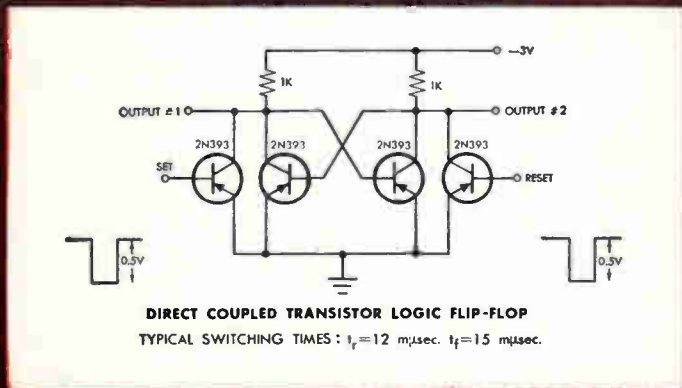 —3V
1K
1K
OUTPUT #1
OUTPUT #2
2N393
2N393
2N393
2N393
SET
RESET
0.5V
0.5V
DIRECT COUPLED TRANSISTOR LOGIC FLIP-FLOP
TYPICAL SWITCHING TIMES: tr=12 mμsec. tf=15 mμsec.